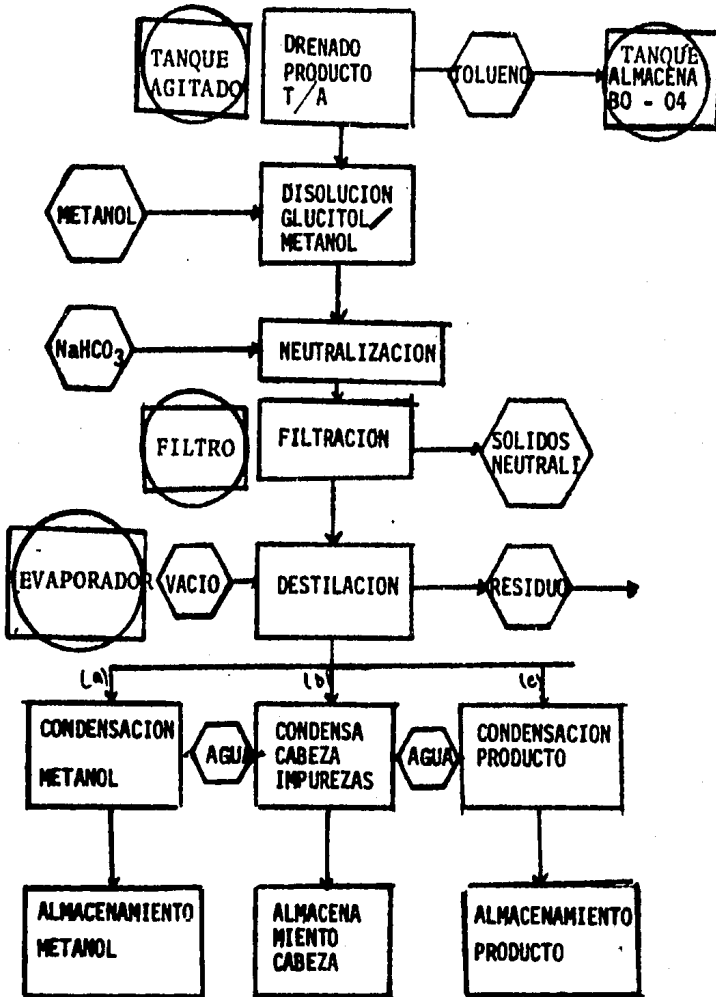 TANQUE
AGITADO
DRENADO
PRODUCTO
T/A
TOLUENO
TANQUE
ALMACENA
BO - 04
METANOL
DISOLUCION
GLUCITOL/
METANOL
NaHCO3
NEUTRALIZACION
FILTRO
FILTRACION
SOLIDOS
NEUTRALI
EVAPORADOR
VACIO
DESTILACION
RESIDUO
(a)
(b)
(c)
CONDENSACION
METANOL
AGUA
CONDENSA
CABEZA
IMPUREZAS
AGUA
CONDENSACION
PRODUCTO
ALMACENAMIENTO
METANOL
ALMACENA
MIENTO
CABEZA
ALMACENAMIENTO
PRODUCTO